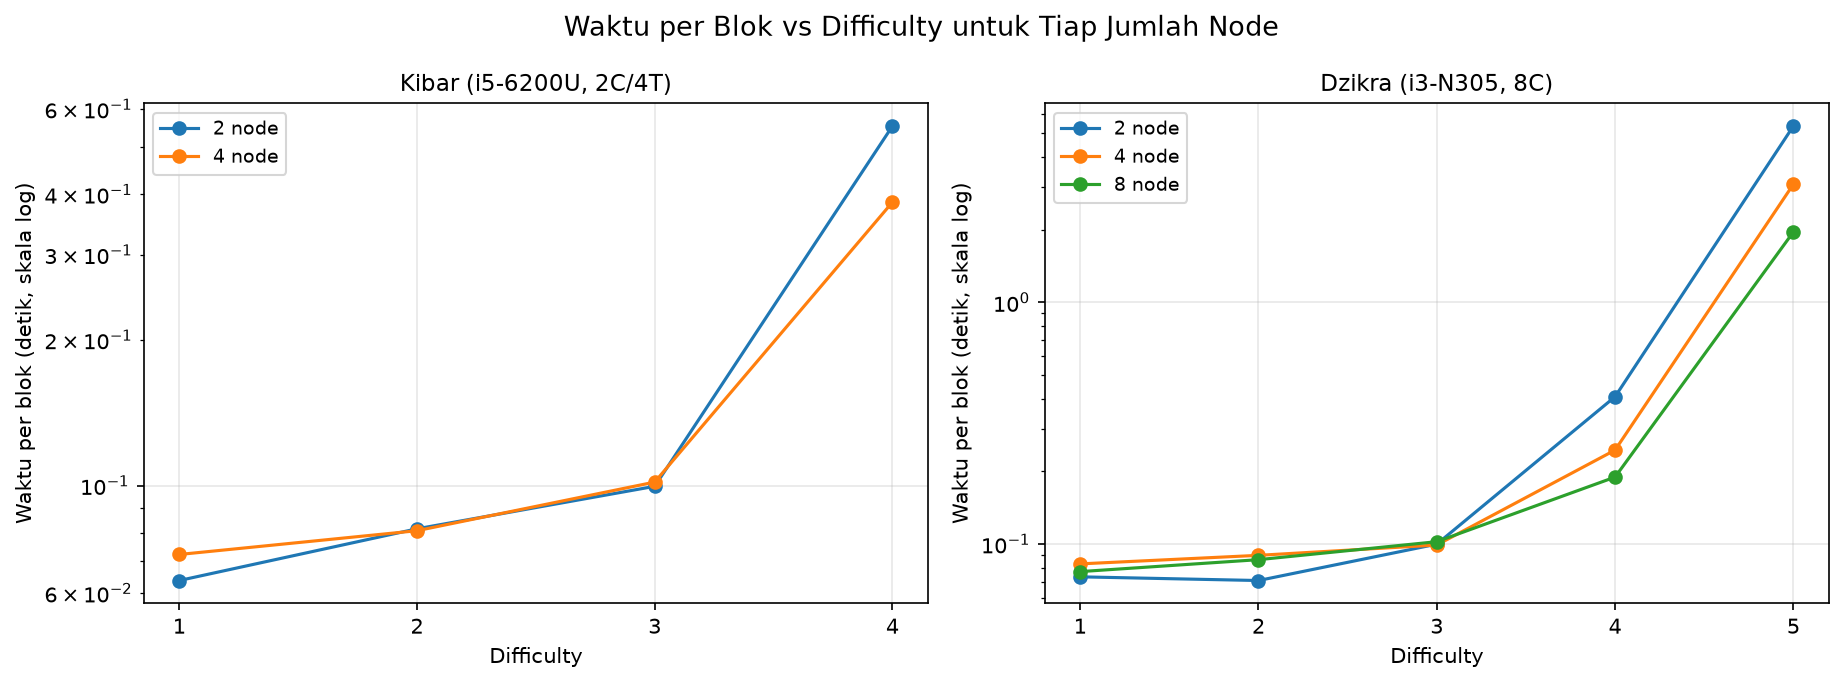 Waktu per Blok vs Difficulty untuk Tiap Jumlah Node
Kibar (i5-6200U, 2C/4T)
2 node
4 node
Waktu per blok (detik, skala log)
6 × 10⁻¹
4 × 10⁻¹
3 × 10⁻¹
2 × 10⁻¹
10⁻¹
6 × 10⁻²
1 2 3 4
Difficulty
Dzikra (i3-N305, 8C)
2 node
4 node
8 node
Waktu per blok (detik, skala log)
10⁰
10⁻¹
1 2 3 4 5
Difficulty